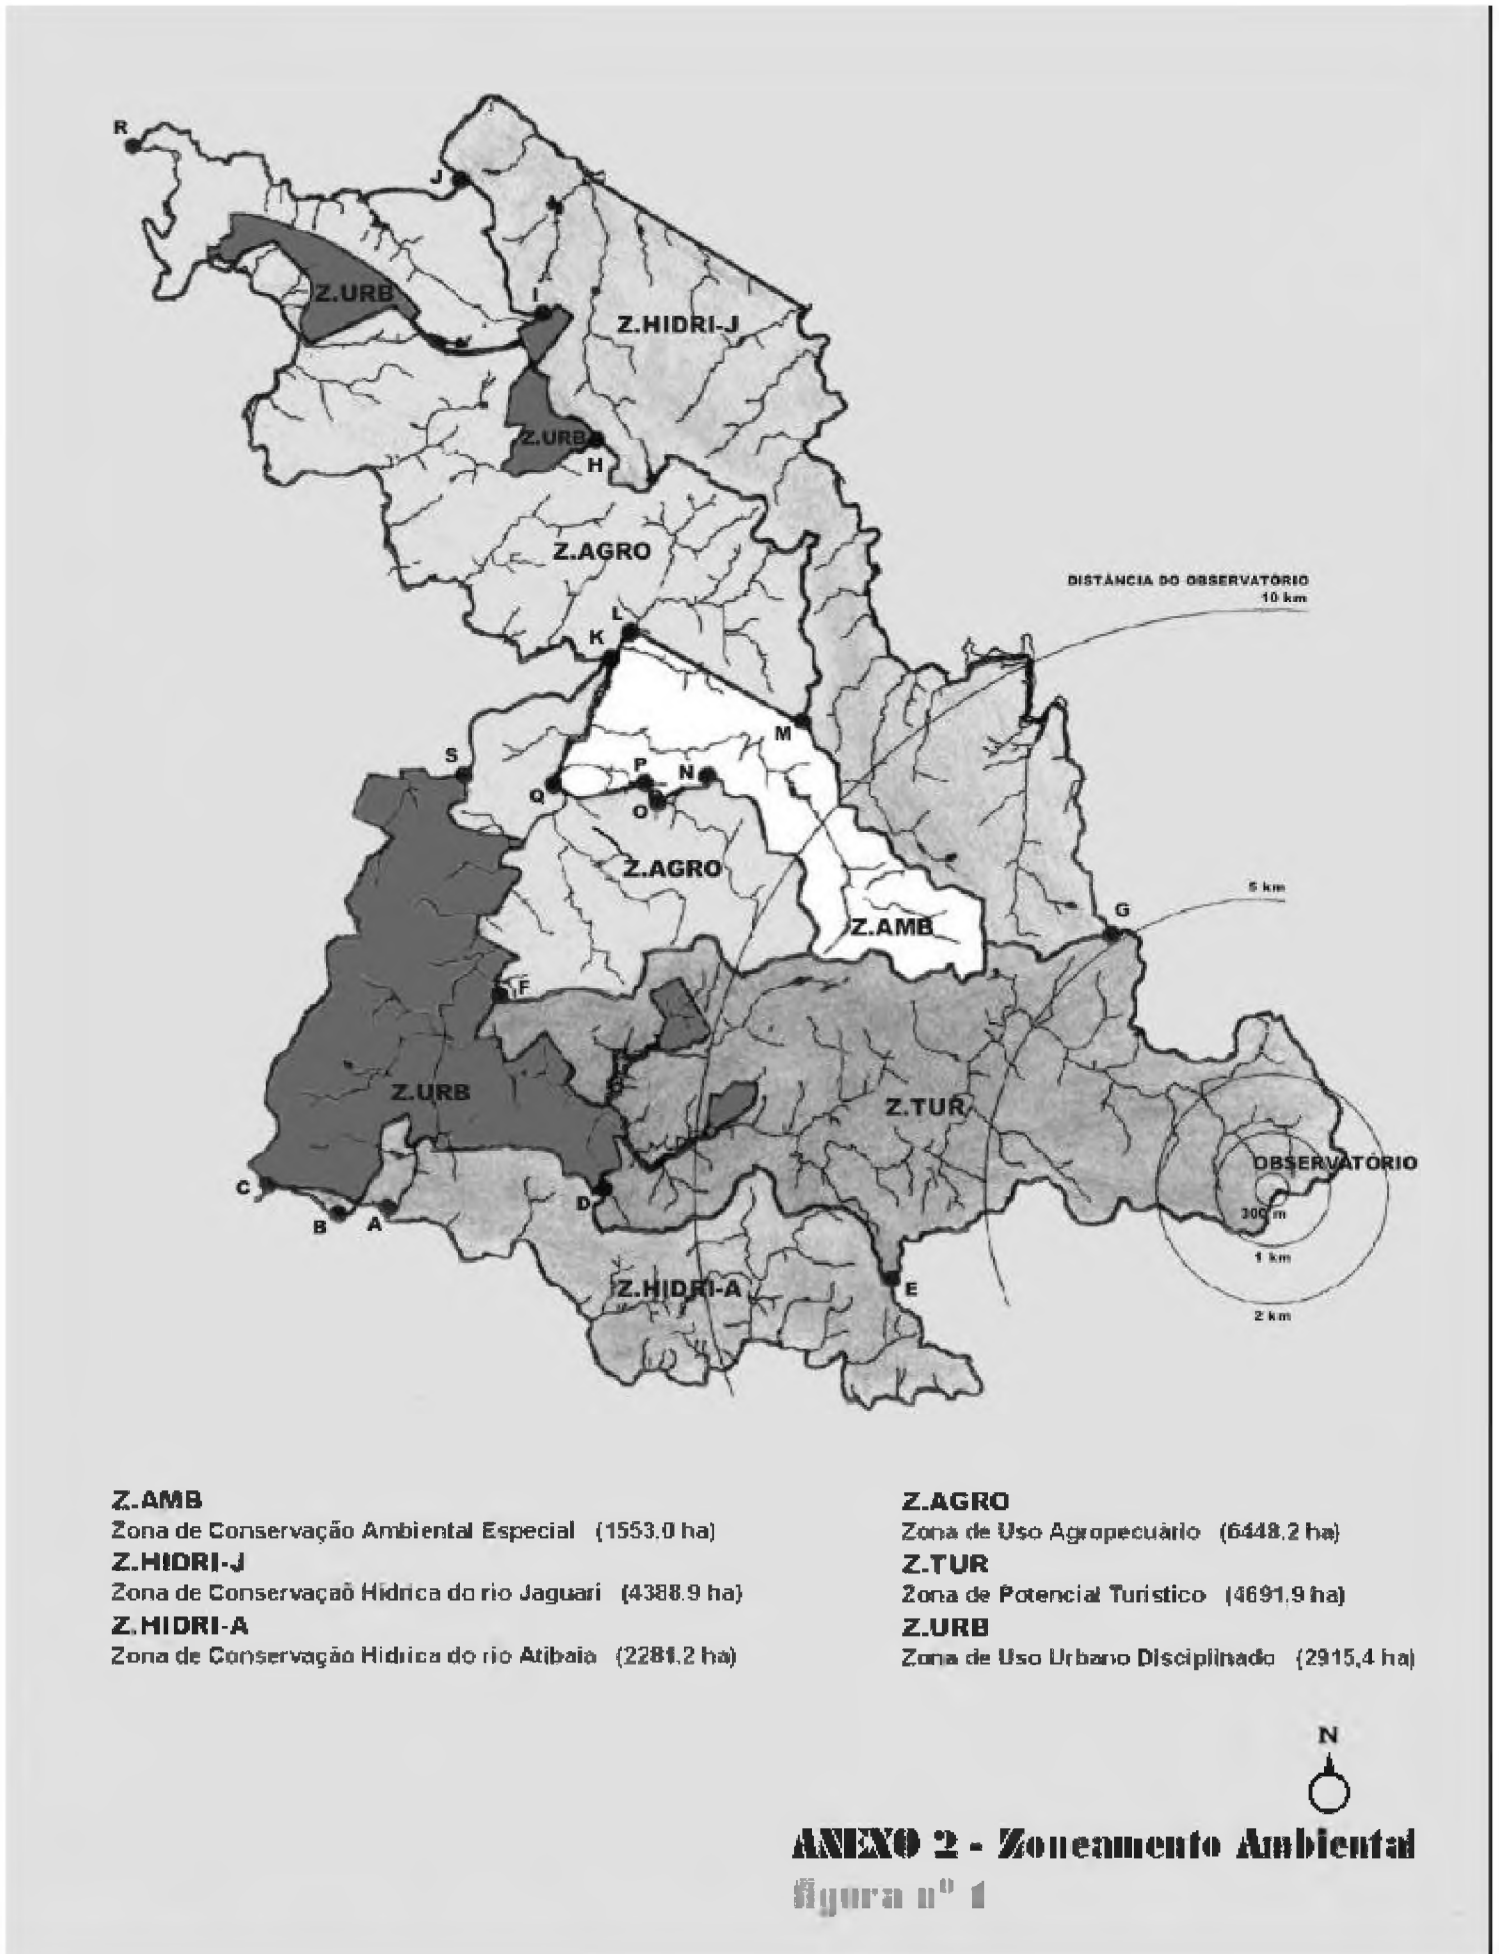 R
J
I
Z.URB
Z.HIDRI-J
Z.URB
H
Z.AGRO
DISTÂNCIA DO OBSERVATÓRIO
10 km
L
K
M
S
P
N
Q
O
Z.AGRO
5 km
G
Z.AMB
F
Z.URB
Z.TUR
OBSERVATÓRIO
C
D
B
A
300 m
1 km
Z.HIDRI-A
E
2 km
Z.AMB
Zona de Conservação Ambiental Especial (1553,0 ha)
Z.HIDRI-J
Zona de Conservaçaõ Hídrica do rio Jaguari (4388,9 ha)
Z.HIDRI-A
Zona de Conservação Hídrica do rio Atibaia (2281,2 ha)
Z.AGRO
Zona de Uso Agropecuário (6448,2 ha)
Z.TUR
Zona de Potencial Turístico (4691,9 ha)
Z.URB
Zona de Uso Urbano Disciplinado (2915,4 ha)
N
ANEXO 2 - Zoneamento Ambiental
figura nº 1